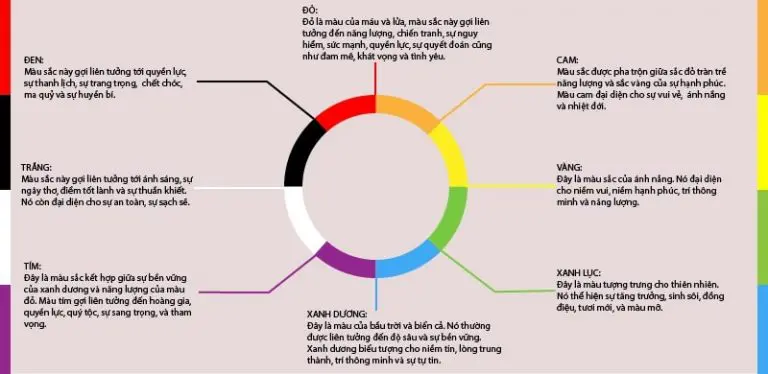 ĐỎ:
Đỏ là màu của máu và lửa, màu sắc này gợi liên
tưởng đến năng lượng, chiến tranh, sự nguy
hiểm, sức mạnh, quyền lực, sự quyết đoán cũng
như đam mê, khát vọng và tình yêu.
CAM:
Màu sắc được pha trộn giữa sắc đỏ tràn trề
năng lượng và sắc vàng của sự hạnh phúc.
Màu cam đại diện cho sự vui vẻ, ánh nắng
và nhiệt đới.
VÀNG:
Đây là màu sắc của ánh nắng. Nó đại diện
cho niềm vui, niềm hạnh phúc, trí thông
minh và năng lượng.
XANH LỤC:
Đây là màu tượng trưng cho thiên nhiên.
Nó thể hiện sự tăng trưởng, sinh sôi, đồng
điệu, tươi mới, và màu mỡ.
XANH DƯƠNG:
Đây là màu của bầu trời và biển cả. Nó thường
được liên tưởng đến độ sâu và sự bền vững.
Xanh dương biểu tượng cho niềm tin, lòng trung
thành, trí thông minh và sự tự tin.
TÍM:
Đây là màu sắc kết hợp giữa sự bền vững
của xanh dương và năng lượng của màu
đỏ. Màu tím gợi liên tưởng đến hoàng gia,
quyền lực, quý tộc, sự sang trọng, và tham
vọng.
TRẮNG:
Màu sắc này gợi liên tưởng tới ánh sáng, sự
ngây thơ, điềm tốt lành và sự thuần khiết.
Nó còn đại diện cho sự an toàn, sự sạch sẽ.
ĐEN:
Màu sắc này gợi liên tưởng tới quyền lực,
sự thanh lịch, sự trang trọng, chết chóc,
ma quỷ và sự huyền bí.